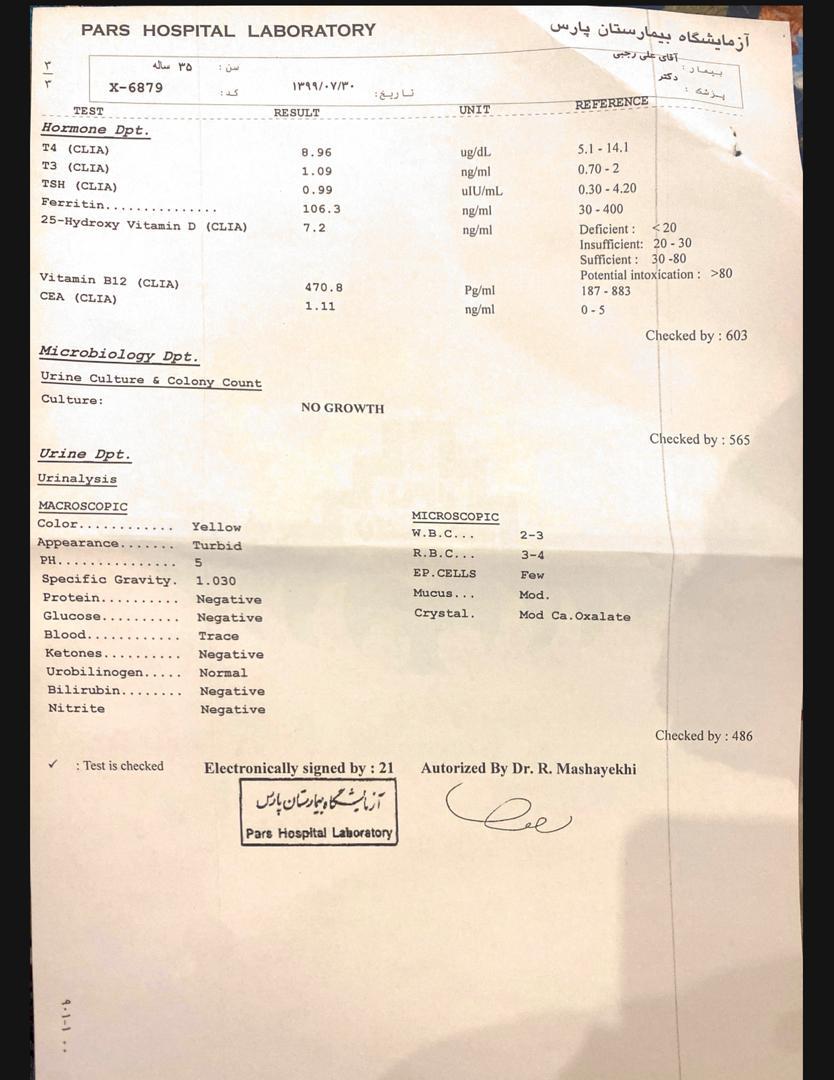 PARS HOSPITAL LABORATORY
آزمایشگاه بیمارستان پارس
۳
۳
بیمار : آقای علی رجبی
سن : ۳۵ ساله
پزشک : دکتر
تاریخ: ۱۳۹۹/۰۷/۳۰
کد: X-6879
TEST RESULT UNIT REFERENCE
Hormone Dpt.
T4 (CLIA) 8.96 ug/dL 5.1 - 14.1
T3 (CLIA) 1.09 ng/ml 0.70 - 2
TSH (CLIA) 0.99 uIU/mL 0.30 - 4.20
Ferritin............... 106.3 ng/ml 30 - 400
25-Hydroxy Vitamin D (CLIA) 7.2 ng/ml Deficient : < 20
Insufficient: 20 - 30
Sufficient : 30 -80
Potential intoxication : >80
Vitamin B12 (CLIA) 470.8 Pg/ml 187 - 883
CEA (CLIA) 1.11 ng/ml 0 - 5
Checked by : 603
Microbiology Dpt.
Urine Culture & Colony Count
Culture: NO GROWTH
Checked by : 565
Urine Dpt.
Urinalysis
MACROSCOPIC
Color............ Yellow
Appearance....... Turbid
PH............... 5
Specific Gravity. 1.030
Protein.......... Negative
Glucose.......... Negative
Blood............ Trace
Ketones.......... Negative
Urobilinogen..... Normal
Bilirubin........ Negative
Nitrite Negative
MICROSCOPIC
W.B.C... 2-3
R.B.C... 3-4
EP.CELLS Few
Mucus... Mod.
Crystal. Mod Ca.Oxalate
Checked by : 486
✓ : Test is checked Electronically signed by : 21 Autorized By Dr. R. Mashayekhi
آزمایشگاه بیمارستان پارس
Pars Hospital Laboratory